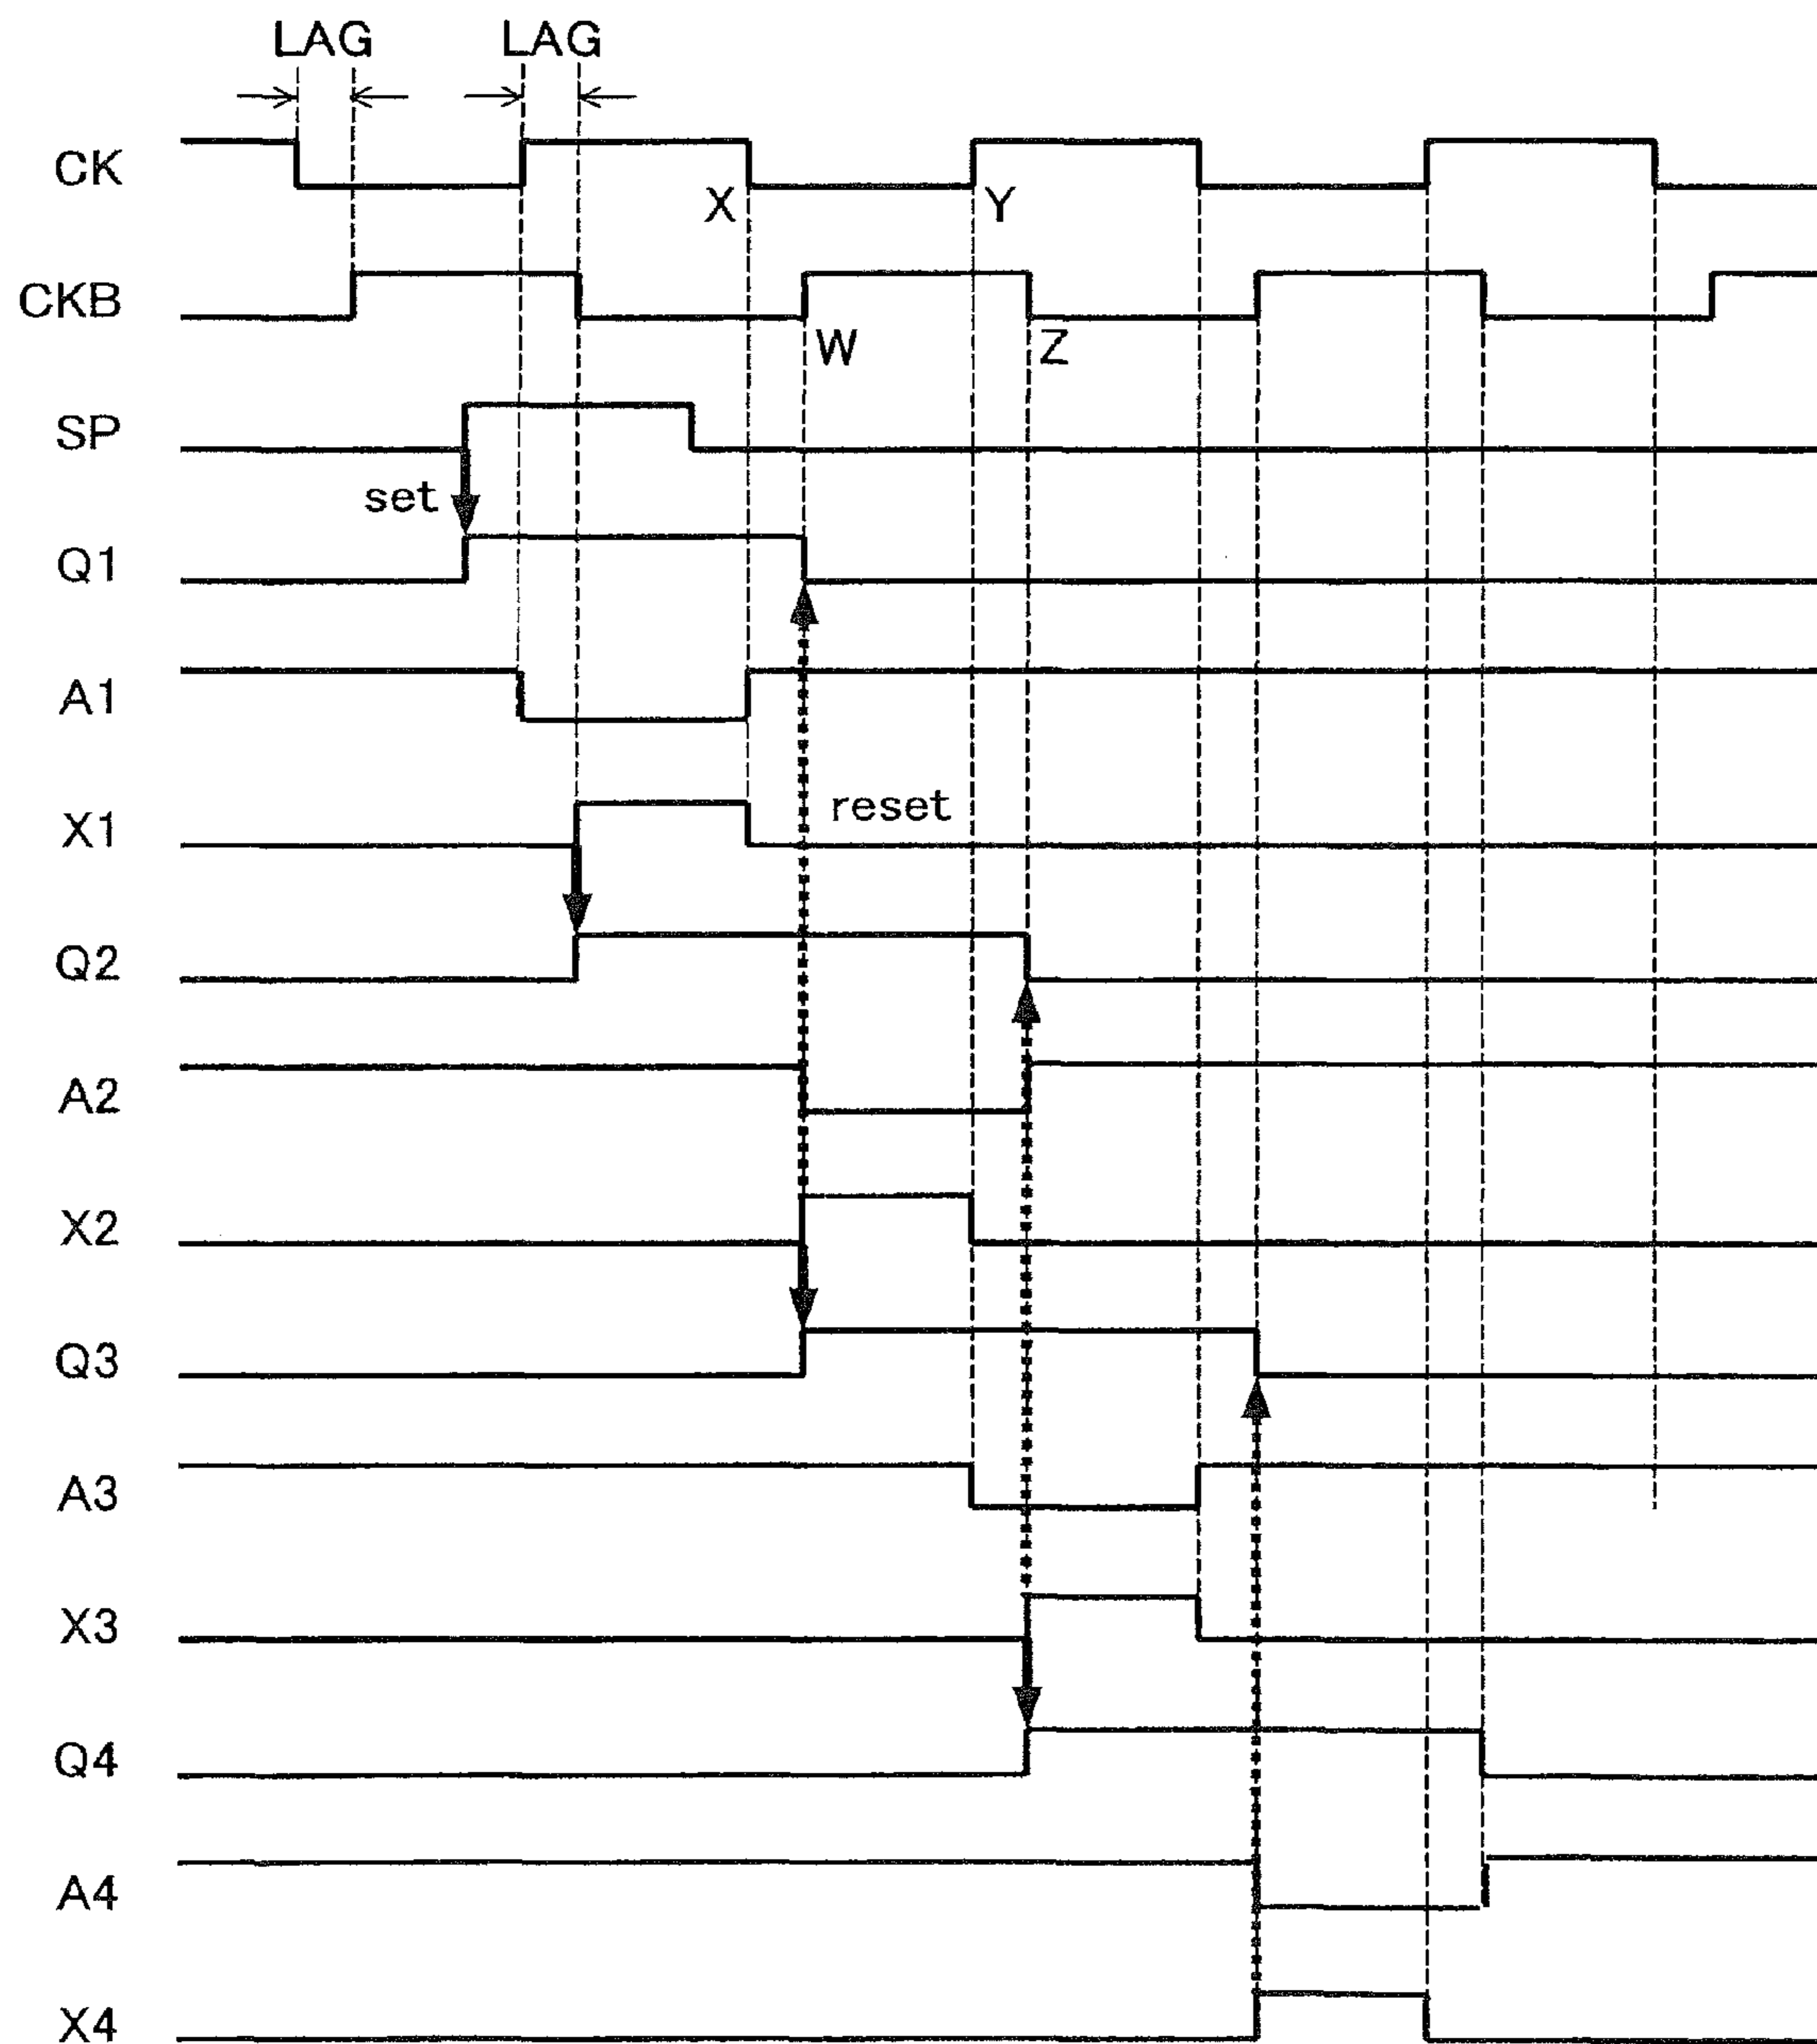 LAG LAG
CK
X Y
CKB
W Z
SP
set
Q1
A1
reset
X1
Q2
A2
X2
Q3
A3
X3
Q4
A4
X4